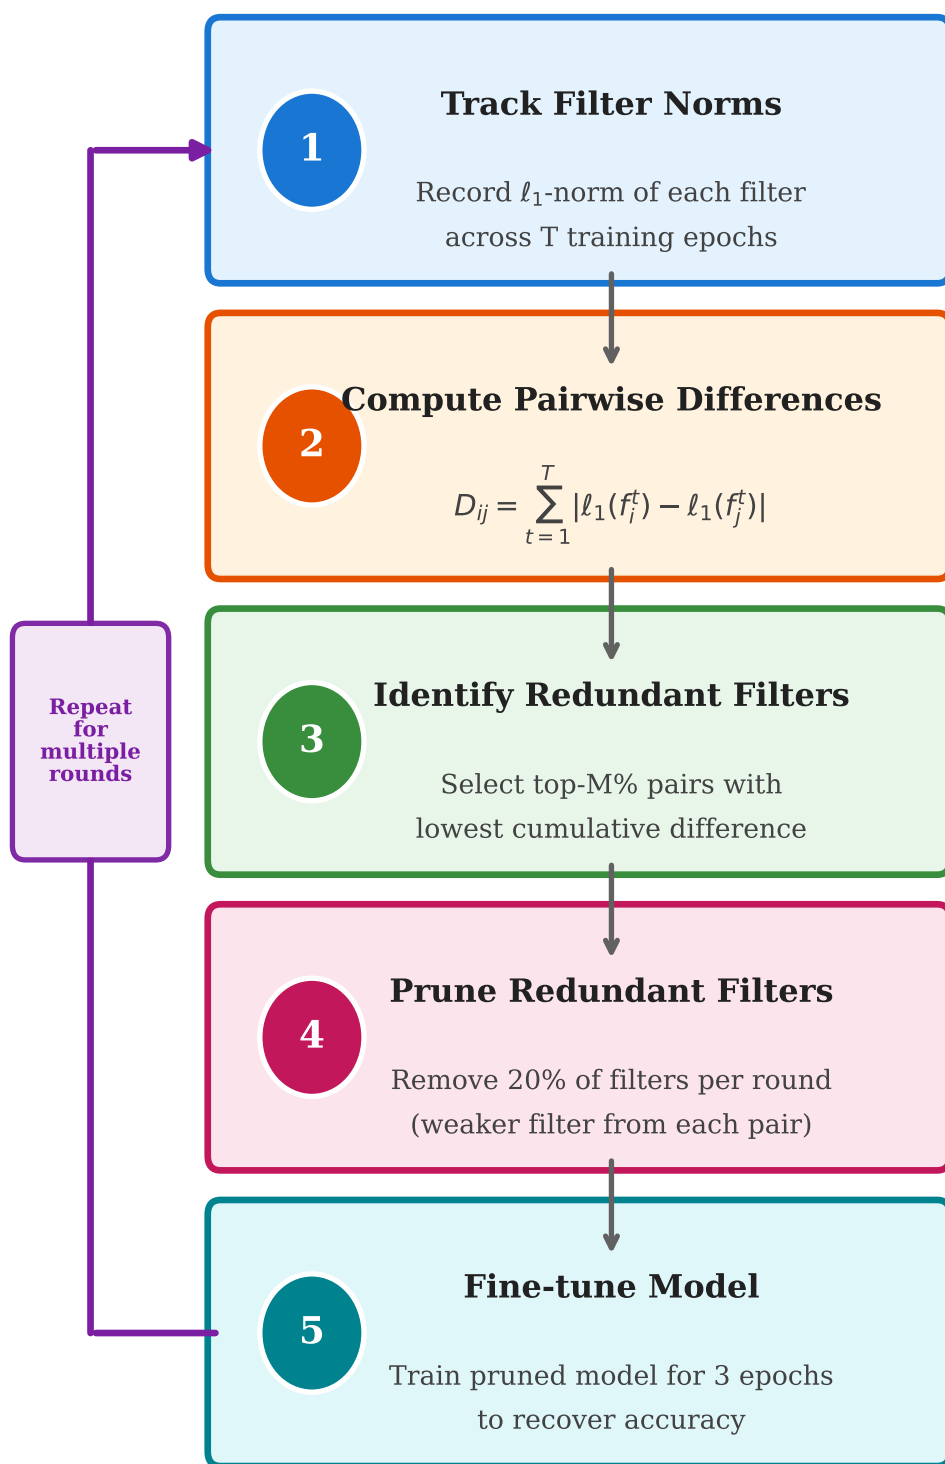 1
Track Filter Norms
Record ℓ₁-norm of each filter
across T training epochs
2
Compute Pairwise Differences
D_{ij} = \sum_{t=1}^{T} |ℓ₁(f_i^t) − ℓ₁(f_j^t)|
Repeat
for
multiple
rounds
3
Identify Redundant Filters
Select top-M% pairs with
lowest cumulative difference
4
Prune Redundant Filters
Remove 20% of filters per round
(weaker filter from each pair)
5
Fine-tune Model
Train pruned model for 3 epochs
to recover accuracy